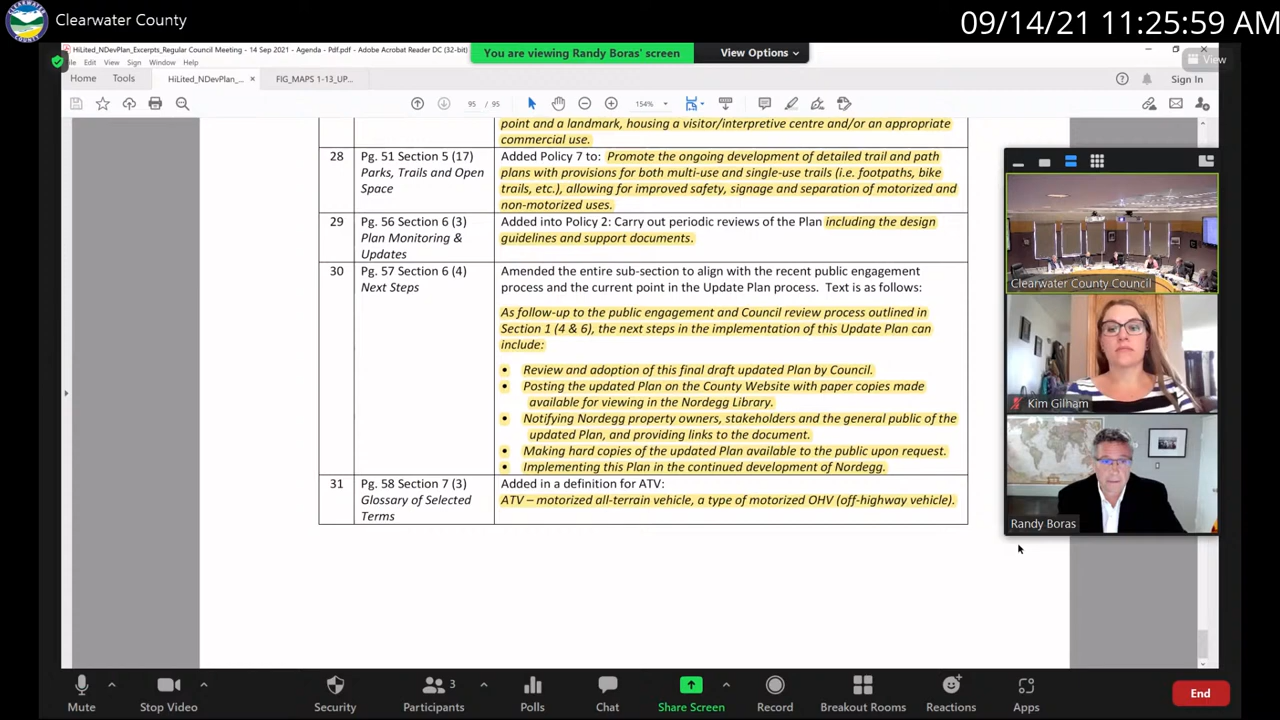 Clearwater County
09/14/21 11:25:59 AM
HiLited_NDevPlan_Excerpts_Regular Council Meeting - 14 Sep 2021 - Agenda - Pdf.pdf - Adobe Acrobat Reader DC (32-bit)
You are viewing Randy Boras' screen
View Options
View
Edit View Sign Window Help
Home Tools HiLited_NDevPlan_... × FIG_MAPS 1-13_UP...
Sign In
95 / 95
154%
point and a landmark, housing a visitor/interpretive centre and/or an appropriate
commercial use.
28 Pg. 51 Section 5 (17) Added Policy 7 to: Promote the ongoing development of detailed trail and path
Parks, Trails and Open plans with provisions for both multi-use and single-use trails (i.e. footpaths, bike
Space trails, etc.), allowing for improved safety, signage and separation of motorized and
non-motorized uses.
29 Pg. 56 Section 6 (3) Added into Policy 2: Carry out periodic reviews of the Plan including the design
Plan Monitoring & guidelines and support documents.
Updates
30 Pg. 57 Section 6 (4) Amended the entire sub-section to align with the recent public engagement
Next Steps process and the current point in the Update Plan process. Text is as follows:
As follow-up to the public engagement and Council review process outlined in
Section 1 (4 & 6), the next steps in the implementation of this Update Plan can
include:
• Review and adoption of this final draft updated Plan by Council.
• Posting the updated Plan on the County Website with paper copies made
available for viewing in the Nordegg Library.
• Notifying Nordegg property owners, stakeholders and the general public of the
updated Plan, and providing links to the document.
• Making hard copies of the updated Plan available to the public upon request.
• Implementing this Plan in the continued development of Nordegg.
31 Pg. 58 Section 7 (3) Added in a definition for ATV:
Glossary of Selected ATV – motorized all-terrain vehicle, a type of motorized OHV (off-highway vehicle).
Terms
Clearwater County Council
Kim Gilham
Randy Boras
3
Mute Stop Video Security Participants Polls Chat Share Screen Record Breakout Rooms Reactions Apps End